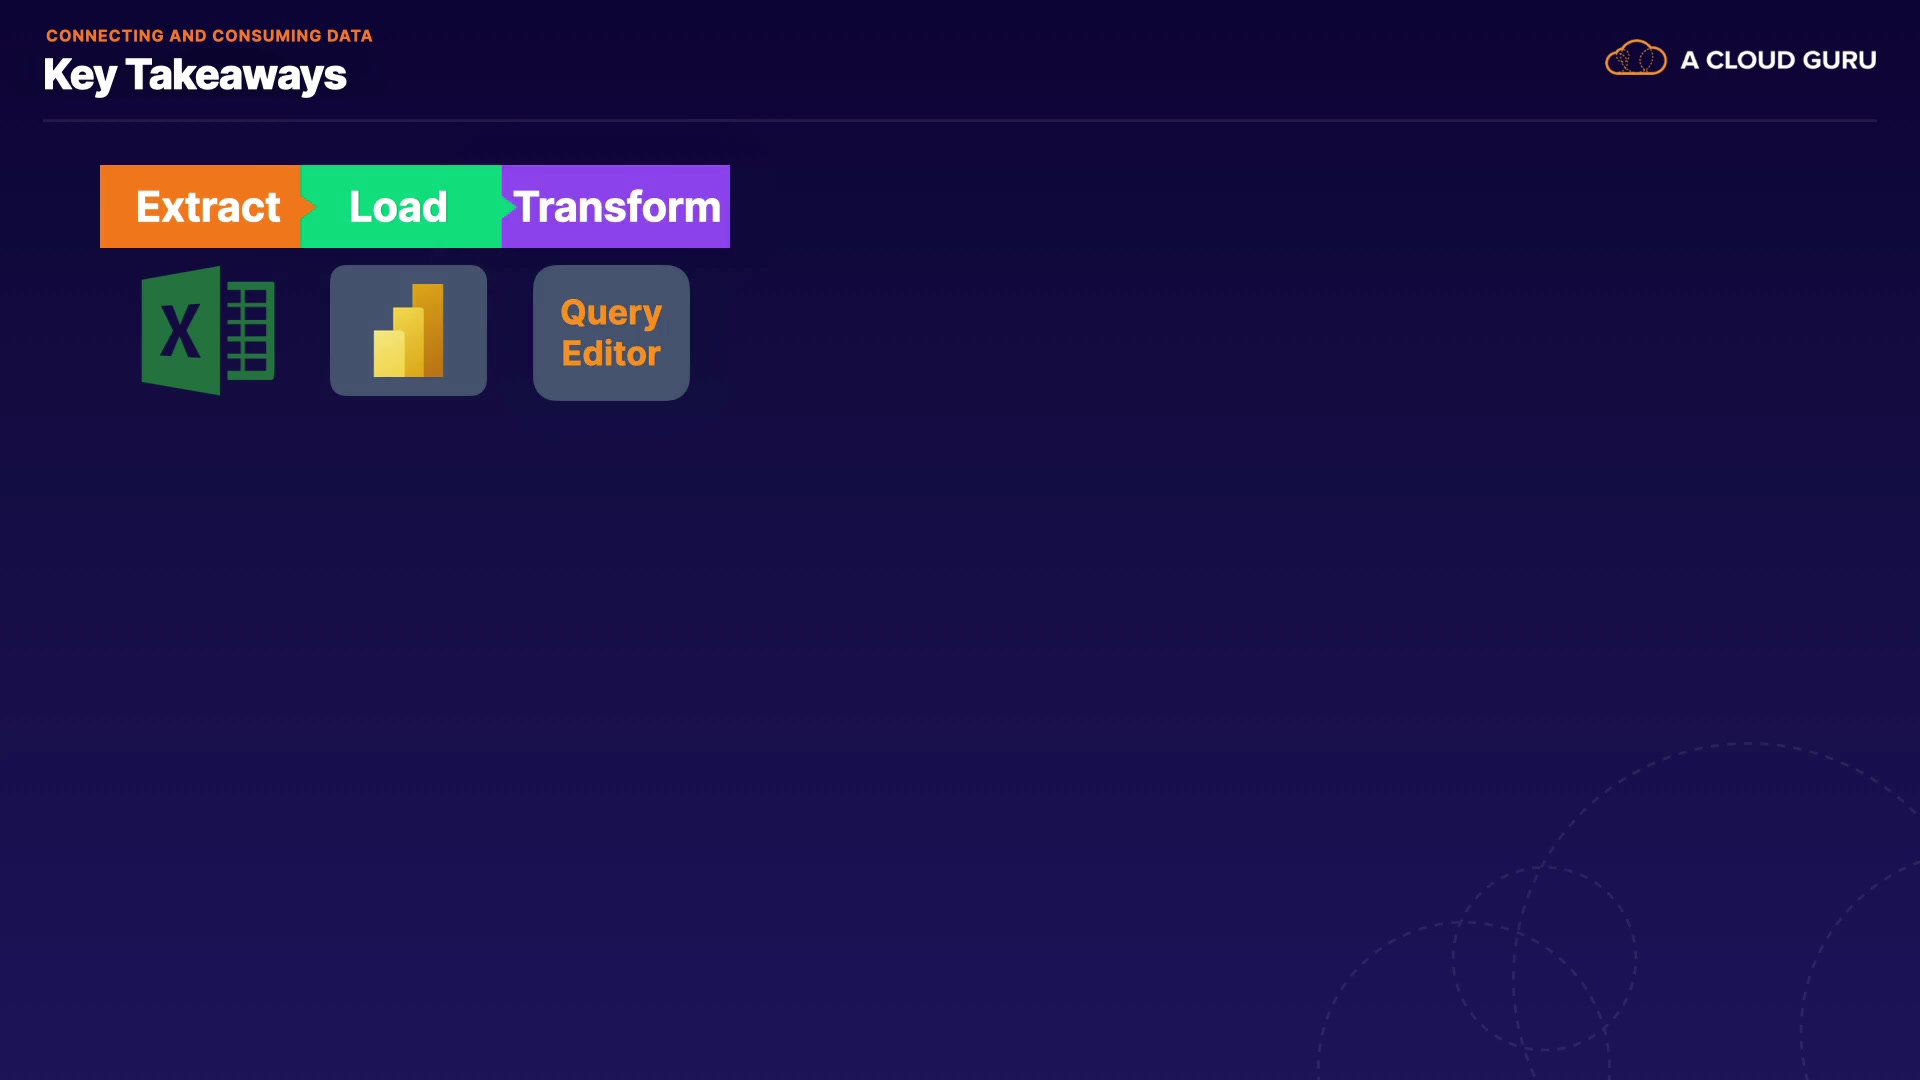 CONNECTING AND CONSUMING DATA
Key Takeaways
A CLOUD GURU
Extract Load Transform
X
Query
Editor